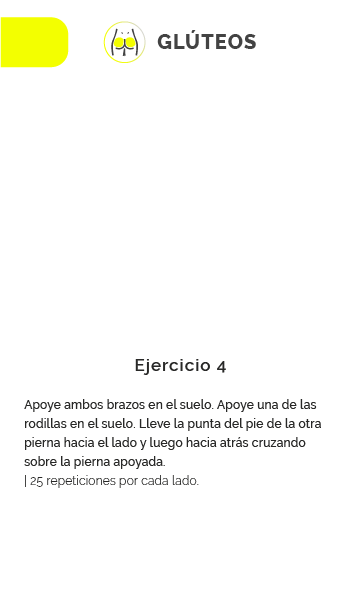 GLÚTEOS
Ejercicio 4
Apoye ambos brazos en el suelo. Apoye una de las
rodillas en el suelo. Lleve la punta del pie de la otra
pierna hacia el lado y luego hacia atrás cruzando
sobre la pierna apoyada.
| 25 repeticiones por cada lado.